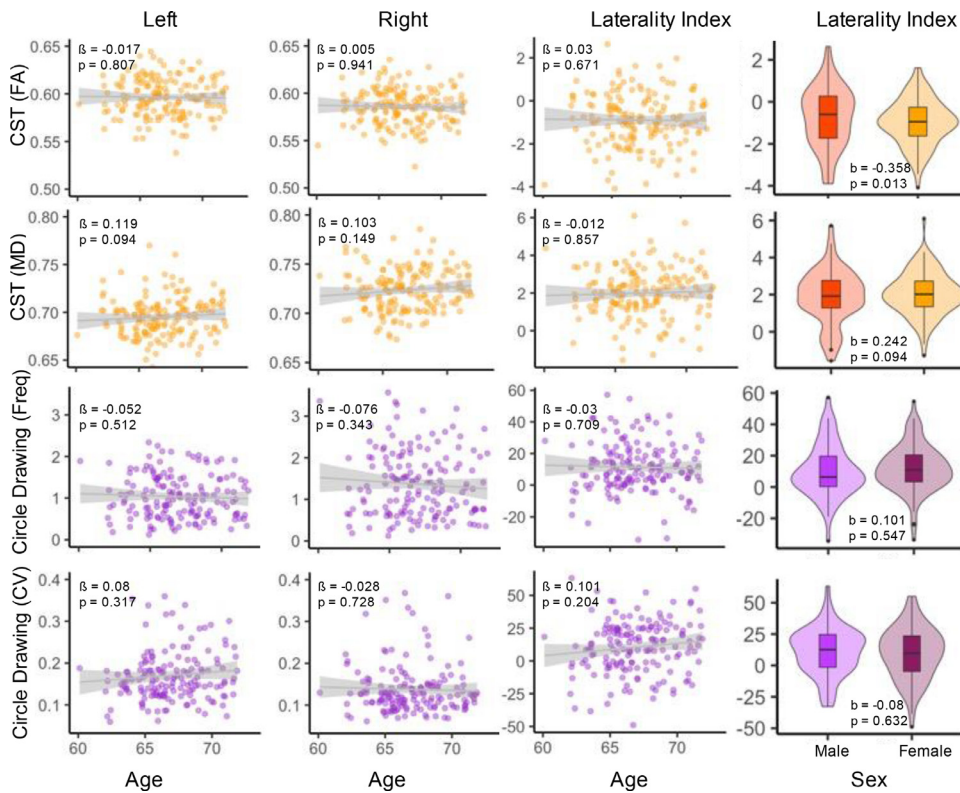 Left Right Laterality Index Laterality Index
CST (FA)
0.65
0.60
0.55
0.50
ß = -0.017
p = 0.807
0.65
0.60
0.55
0.50
ß = 0.005
p = 0.941
2
0
-2
-4
ß = 0.03
p = 0.671
0
-2
-4
b = -0.358
p = 0.013
CST (MD)
0.80
0.75
0.70
0.65
ß = 0.119
p = 0.094
0.80
0.75
0.70
0.65
ß = 0.103
p = 0.149
6
4
2
0
ß = -0.012
p = 0.857
6
4
2
0
b = 0.242
p = 0.094
Circle Drawing (Freq)
3
2
1
0
ß = -0.052
p = 0.512
3
2
1
0
ß = -0.076
p = 0.343
60
40
20
0
-20
ß = -0.03
p = 0.709
60
40
20
0
-20
b = 0.101
p = 0.547
Circle Drawing (CV)
0.4
0.3
0.2
0.1
ß = 0.08
p = 0.317
0.4
0.3
0.2
0.1
ß = -0.028
p = 0.728
50
25
0
-25
-50
ß = 0.101
p = 0.204
50
25
0
-25
-50
b = -0.08
p = 0.632
60 65 70
60 65 70
60 65 70
Male Female
Age Age Age Sex